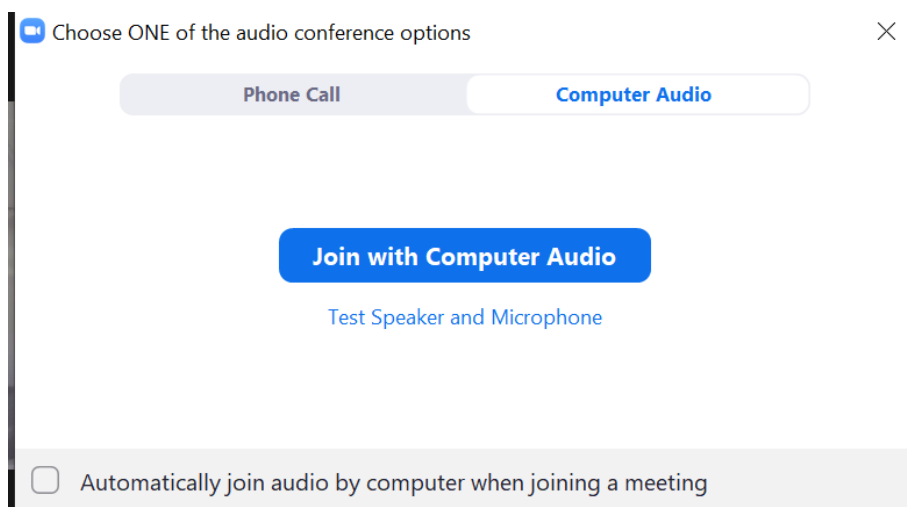 Choose ONE of the audio conference options
Phone Call
Computer Audio
Join with Computer Audio
Test Speaker and Microphone
Automatically join audio by computer when joining a meeting